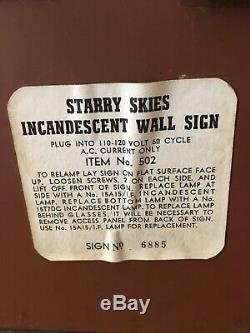 STARRY SKIES
INCANDESCENT WALL SIGN
PLUG INTO 110-120 VOLT 60 CYCLE
A.C. CURRENT ONLY
ITEM No. 502
TO RELAMP LAY SIGN ON FLAT SURFACE FACE
UP, LOOSEN SCREWS, 2 ON EACH SIDE, AND
LIFT OFF FRONT OF SIGN, REPLACE LAMP AT
SIDE WITH A No. 15A15/I.F. INCANDESCENT
LAMP. REPLACE BOTTOM LAMP WITH A No.
15T7DC INCANDESCENT LAMP. TO REPLACE LAMP
BEHIND GLASSES, IT WILL BE NECESSARY TO
REMOVE ACCESS PANEL FROM BACK OF SIGN.
USE No. 15A15/I.F. LAMP FOR REPLACEMENT.
SIGN No. 6885